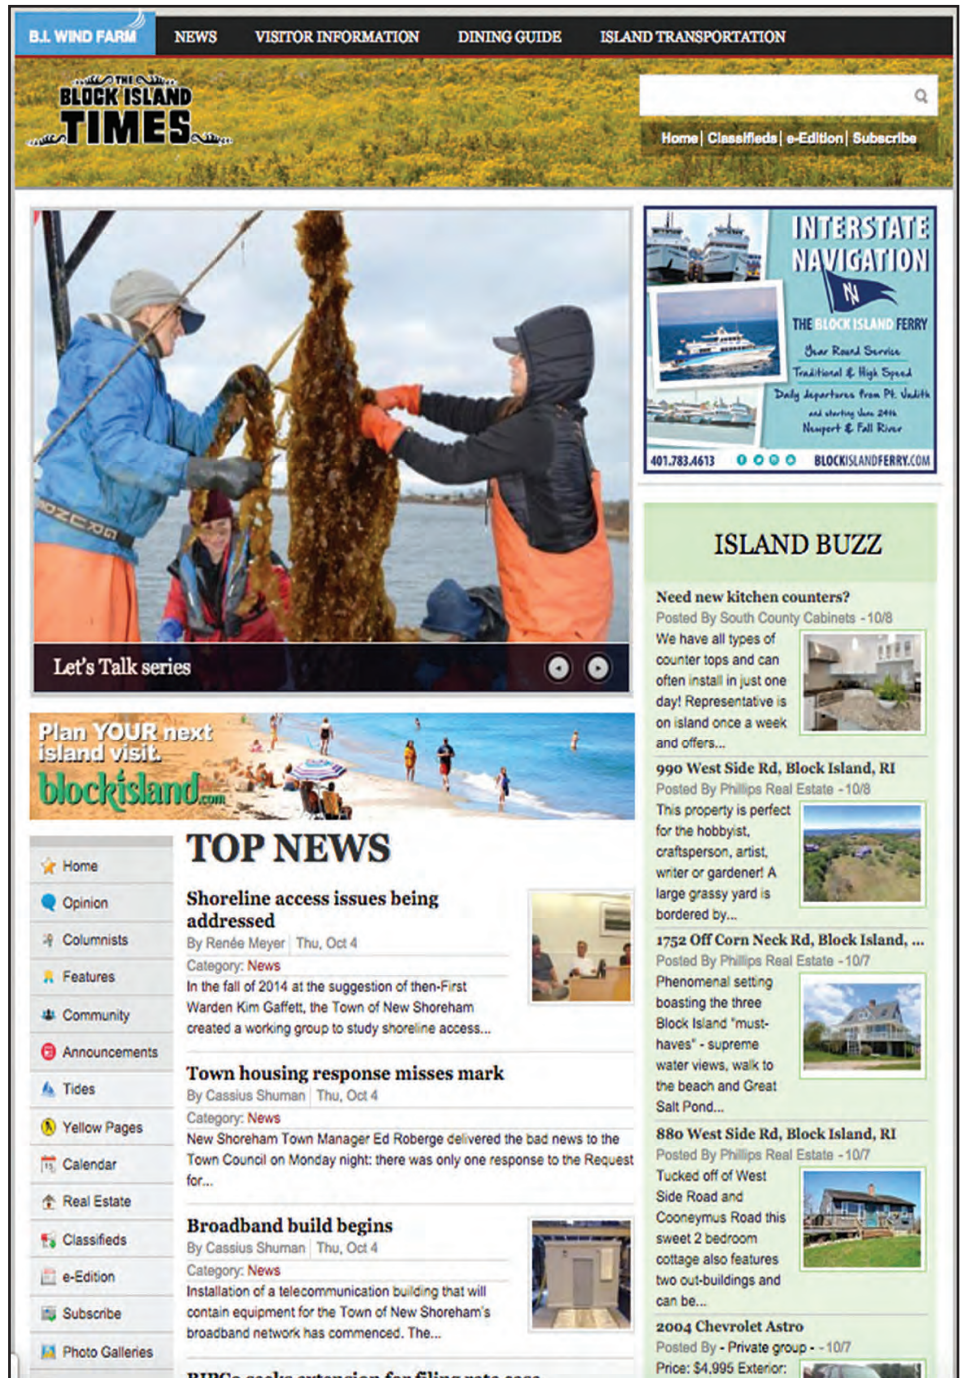 B.I. WIND FARM
NEWS
VISITOR INFORMATION
DINING GUIDE
ISLAND TRANSPORTATION
THE
BLOCK ISLAND
TIMES
Home| Classifieds| e-Edition| Subscribe
NAUTICA
Let's Talk series
INTERSTATE
NAVIGATION
N
THE BLOCK ISLAND FERRY
Year Round Service
Traditional & High Speed
Daily departures from Pt. Judith
and starting June 24th
Newport & Fall River
401.783.4613
BLOCKISLANDFERRY.COM
Plan YOUR next
island visit.
blockisland.com
Home
Opinion
Columnists
Features
Community
Announcements
Tides
Yellow Pages
Calendar
Real Estate
Classifieds
e-Edition
Subscribe
Photo Galleries
TOP NEWS
Shoreline access issues being
addressed
By Renée Meyer | Thu, Oct 4
Category: News
In the fall of 2014 at the suggestion of then-First
Warden Kim Gaffett, the Town of New Shoreham
created a working group to study shoreline access...
Town housing response misses mark
By Cassius Shuman | Thu, Oct 4
Category: News
New Shoreham Town Manager Ed Roberge delivered the bad news to the
Town Council on Monday night: there was only one response to the Request
for...
Broadband build begins
By Cassius Shuman | Thu, Oct 4
Category: News
Installation of a telecommunication building that will
contain equipment for the Town of New Shoreham's
broadband network has commenced. The...
BIPCo seeks extension for filing rate case
ISLAND BUZZ
Need new kitchen counters?
Posted By South County Cabinets - 10/8
We have all types of
counter tops and can
often install in just one
day! Representative is
on island once a week
and offers...
990 West Side Rd, Block Island, RI
Posted By Phillips Real Estate - 10/8
This property is perfect
for the hobbyist,
craftsperson, artist,
writer or gardener! A
large grassy yard is
bordered by...
1752 Off Corn Neck Rd, Block Island, ...
Posted By Phillips Real Estate - 10/7
Phenomenal setting
boasting the three
Block Island "must-
haves" - supreme
water views, walk to
the beach and Great
Salt Pond...
880 West Side Rd, Block Island, RI
Posted By Phillips Real Estate - 10/7
Tucked off of West
Side Road and
Cooneymus Road this
sweet 2 bedroom
cottage also features
two out-buildings and
can be...
2004 Chevrolet Astro
Posted By - Private group - - 10/7
Price: $4,995 Exterior: